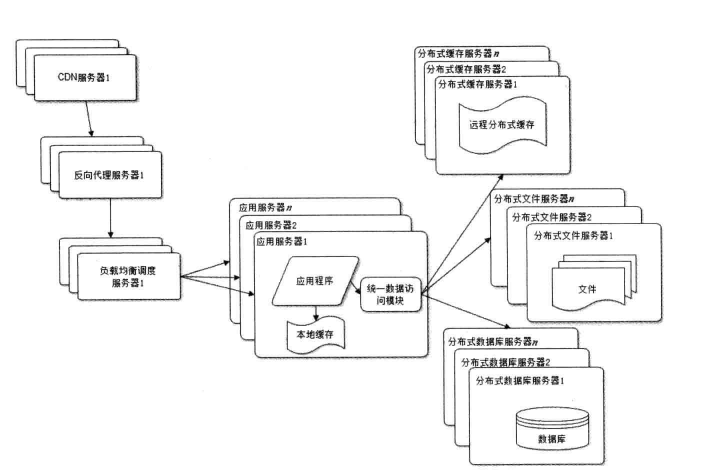 CDN服务器1
反向代理服务器1
负载均衡调度
服务器1
应用服务器n
应用服务器2
应用服务器1
应用程序
本地缓存
统一数据访
问模块
分布式缓存服务器n
分布式缓存服务器2
分布式缓存服务器1
远程分布式缓存
分布式文件服务器n
分布式文件服务器2
分布式文件服务器1
文件
分布式数据库服务器n
分布式数据库服务器2
分布式数据库服务器1
数据库